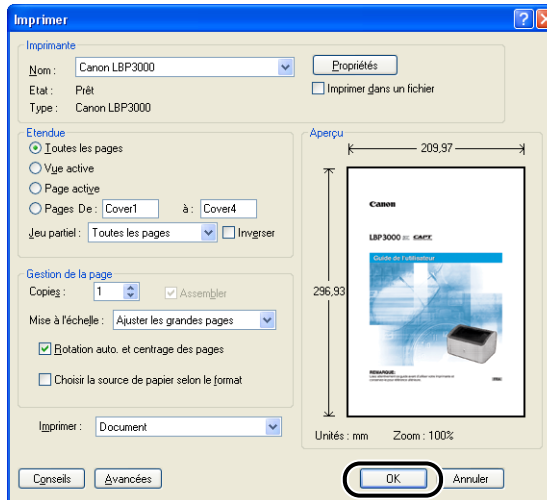 Imprimer
Imprimante
Nom : Canon LBP3000 Propriétés
Etat : Prêt Imprimer dans un fichier
Type : Canon LBP3000
Etendue
Toutes les pages
Vue active
Page active
Pages De : Cover1 à : Cover4
Jeu partiel : Toutes les pages Inverser
Gestion de la page
Copies : 1 Assembler
Mise à l'échelle : Ajuster les grandes pages
Rotation auto. et centrage des pages
Choisir la source de papier selon le format
Imprimer : Document
Aperçu
209,97
296,93
Canon
LBP3000 CAPT
Guide de l'utilisateur
REMARQUE:
Unités : mm Zoom : 100%
Conseils Avancées OK Annuler